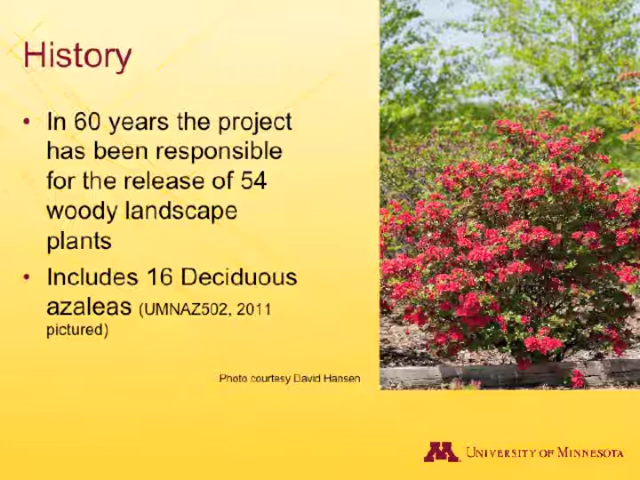 History
• In 60 years the project
has been responsible
for the release of 54
woody landscape
plants
• Includes 16 Deciduous
azaleas (UMNAZ502, 2011
pictured)
Photo courtesy David Hansen
M UNIVERSITY OF MINNESOTA